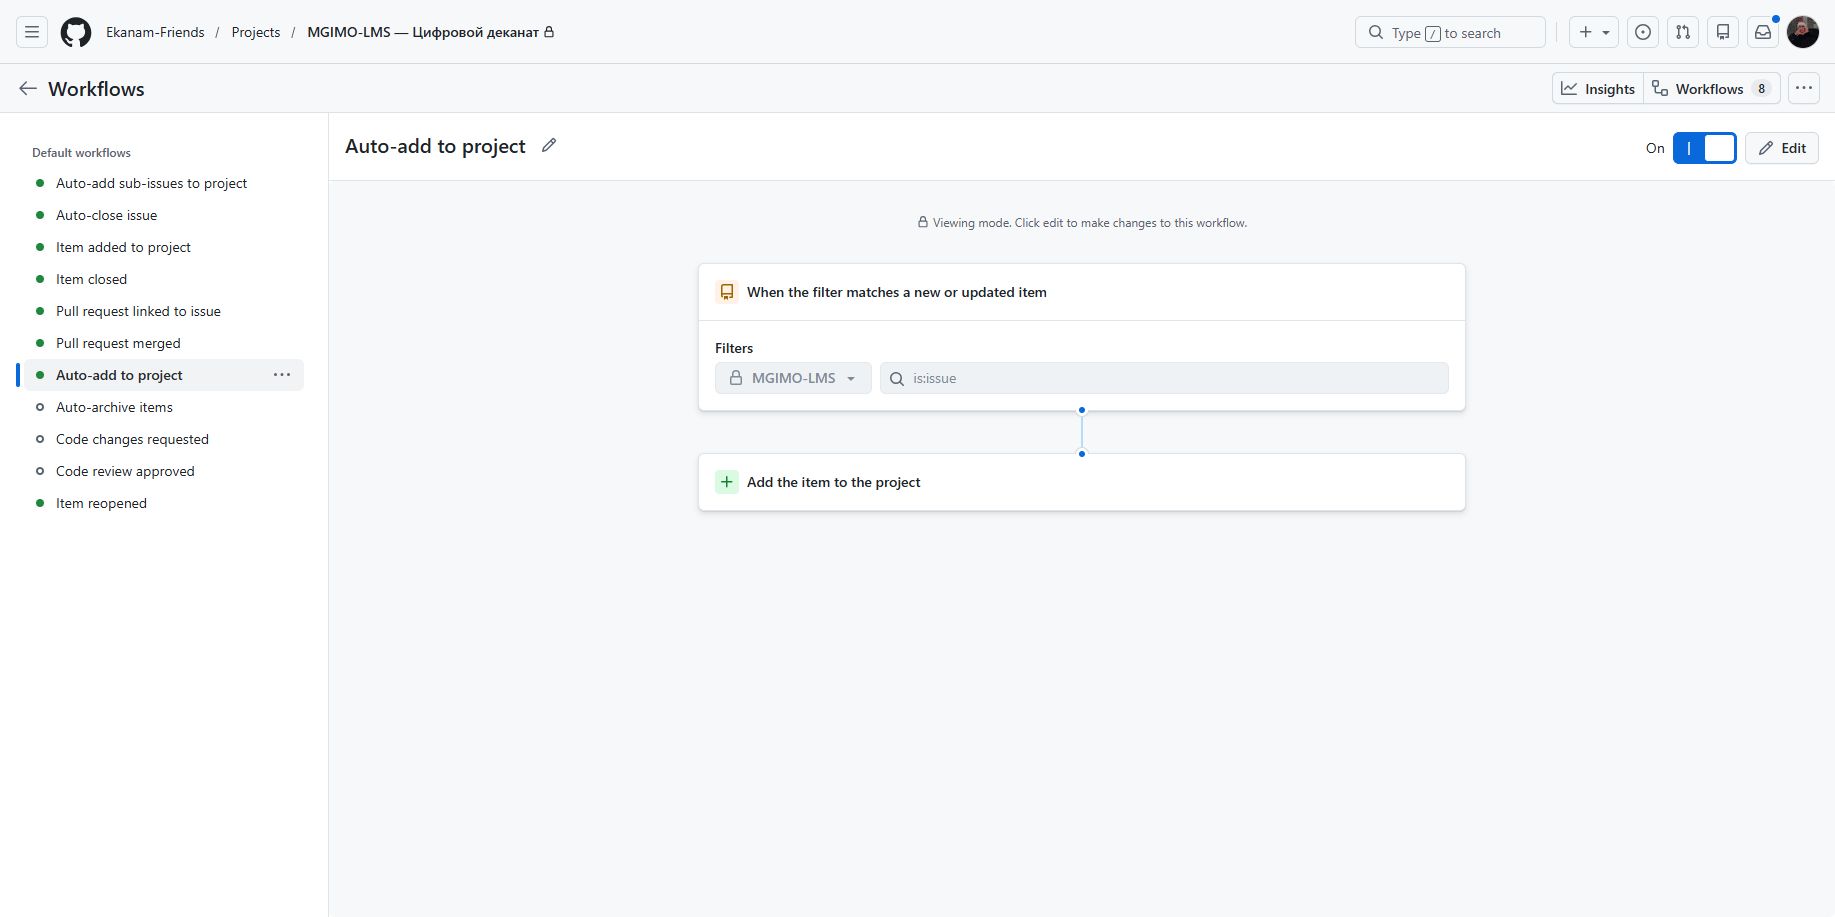 Ekanam-Friends / Projects / MGIMO-LMS — Цифровой деканат
Type / to search
Workflows
Insights
Workflows 8
Default workflows
Auto-add sub-issues to project
Auto-close issue
Item added to project
Item closed
Pull request linked to issue
Pull request merged
Auto-add to project
Auto-archive items
Code changes requested
Code review approved
Item reopened
Auto-add to project
On
Edit
Viewing mode. Click edit to make changes to this workflow.
When the filter matches a new or updated item
Filters
MGIMO-LMS
is:issue
Add the item to the project